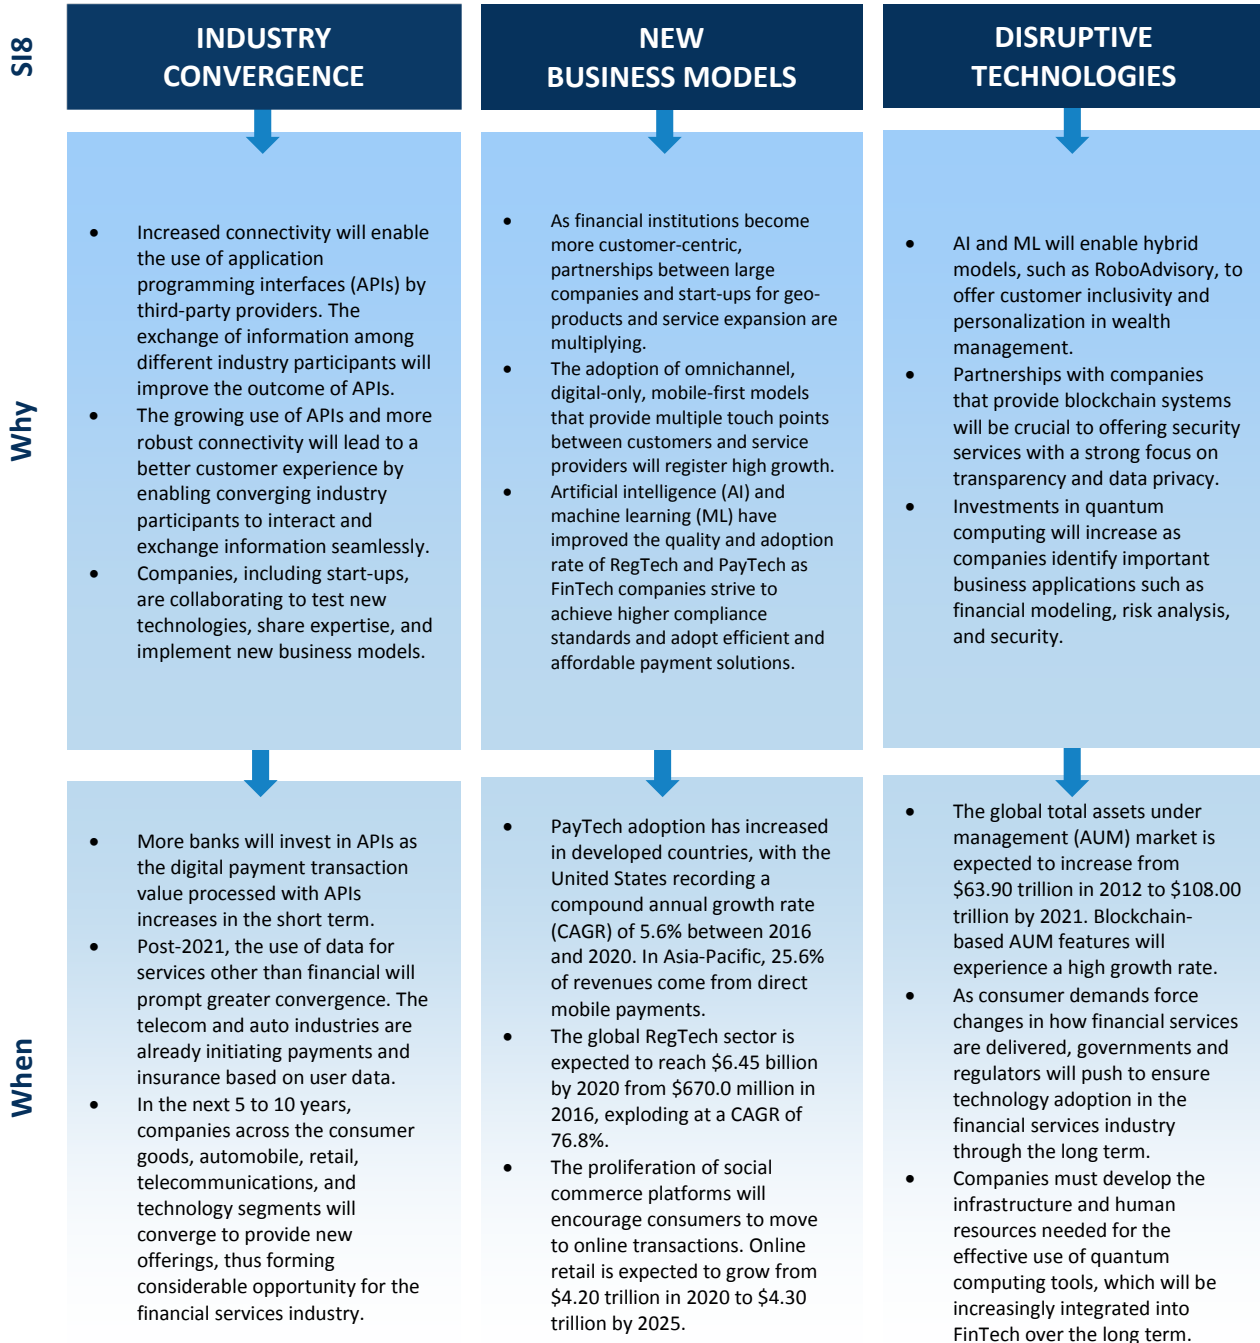 SI8
INDUSTRY
CONVERGENCE
NEW
BUSINESS MODELS
DISRUPTIVE
TECHNOLOGIES
Why
• Increased connectivity will enable
the use of application
programming interfaces (APIs) by
third-party providers. The
exchange of information among
different industry participants will
improve the outcome of APIs.
• The growing use of APIs and more
robust connectivity will lead to a
better customer experience by
enabling converging industry
participants to interact and
exchange information seamlessly.
• Companies, including start-ups,
are collaborating to test new
technologies, share expertise, and
implement new business models.
• As financial institutions become
more customer-centric,
partnerships between large
companies and start-ups for geo-
products and service expansion are
multiplying.
• The adoption of omnichannel,
digital-only, mobile-first models
that provide multiple touch points
between customers and service
providers will register high growth.
• Artificial intelligence (AI) and
machine learning (ML) have
improved the quality and adoption
rate of RegTech and PayTech as
FinTech companies strive to
achieve higher compliance
standards and adopt efficient and
affordable payment solutions.
• AI and ML will enable hybrid
models, such as RoboAdvisory, to
offer customer inclusivity and
personalization in wealth
management.
• Partnerships with companies
that provide blockchain systems
will be crucial to offering security
services with a strong focus on
transparency and data privacy.
• Investments in quantum
computing will increase as
companies identify important
business applications such as
financial modeling, risk analysis,
and security.
When
• More banks will invest in APIs as
the digital payment transaction
value processed with APIs
increases in the short term.
• Post-2021, the use of data for
services other than financial will
prompt greater convergence. The
telecom and auto industries are
already initiating payments and
insurance based on user data.
• In the next 5 to 10 years,
companies across the consumer
goods, automobile, retail,
telecommunications, and
technology segments will
converge to provide new
offerings, thus forming
considerable opportunity for the
financial services industry.
• PayTech adoption has increased
in developed countries, with the
United States recording a
compound annual growth rate
(CAGR) of 5.6% between 2016
and 2020. In Asia-Pacific, 25.6%
of revenues come from direct
mobile payments.
• The global RegTech sector is
expected to reach $6.45 billion
by 2020 from $670.0 million in
2016, exploding at a CAGR of
76.8%.
• The proliferation of social
commerce platforms will
encourage consumers to move
to online transactions. Online
retail is expected to grow from
$4.20 trillion in 2020 to $4.30
trillion by 2025.
• The global total assets under
management (AUM) market is
expected to increase from
$63.90 trillion in 2012 to $108.00
trillion by 2021. Blockchain-
based AUM features will
experience a high growth rate.
• As consumer demands force
changes in how financial services
are delivered, governments and
regulators will push to ensure
technology adoption in the
financial services industry
through the long term.
• Companies must develop the
infrastructure and human
resources needed for the
effective use of quantum
computing tools, which will be
increasingly integrated into
FinTech over the long term.